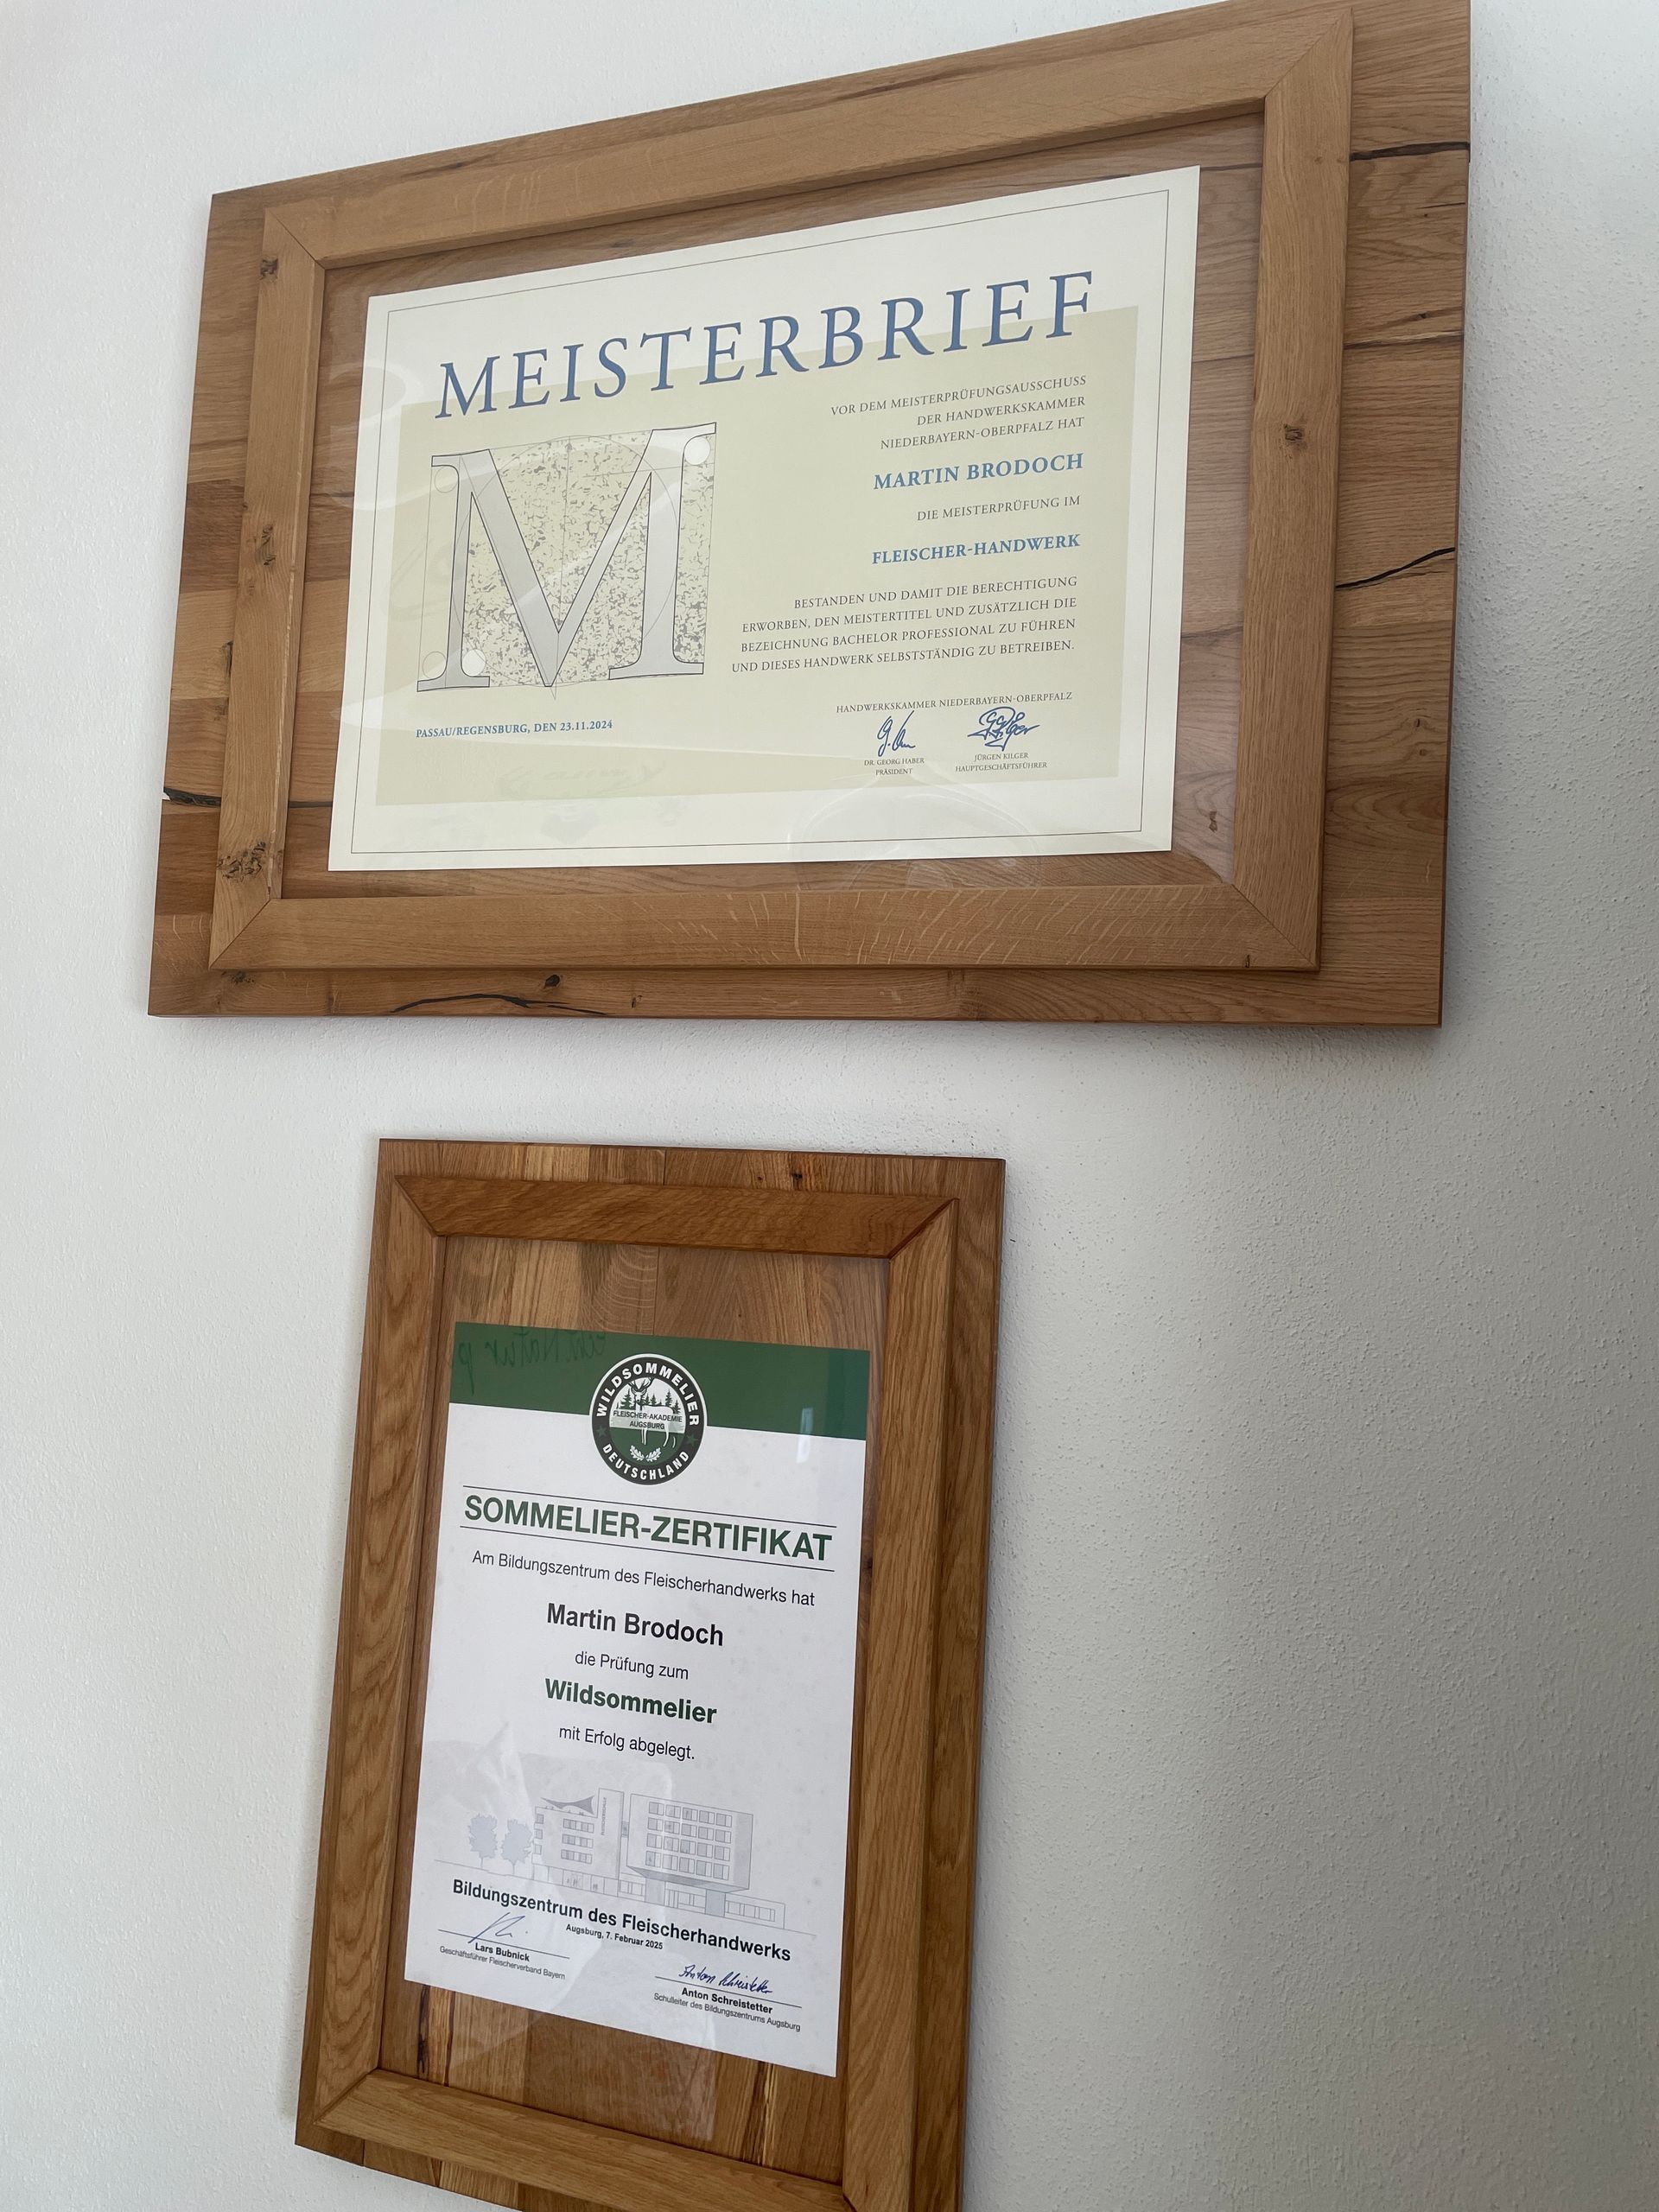 MEISTERBRIEF
VOR DEM MEISTERPRÜFUNGSAUSSCHUSS
DER HANDWERKSKAMMER
NIEDERBAYERN-OBERPFALZ HAT
MARTIN BRODOCH
DIE MEISTERPRÜFUNG IM
FLEISCHER-HANDWERK
BESTANDEN UND DAMIT DIE BERECHTIGUNG
ERWORBEN, DEN MEISTERTITEL UND ZUSÄTZLICH DIE
BEZEICHNUNG BACHELOR PROFESSIONAL ZU FÜHREN
UND DIESES HANDWERK SELBSTSTÄNDIG ZU BETREIBEN.
M
PASSAU/REGENSBURG, DEN 23.11.2024
HANDWERKSKAMMER NIEDERBAYERN-OBERPFALZ
DR. GEORG HABER
PRÄSIDENT
JÜRGEN KILGER
HAUPTGESCHÄFTSFÜHRER
WILDSOMMELIER
FLEISCHER-AKADEMIE
AUGSBURG
DEUTSCHLAND
SOMMELIER-ZERTIFIKAT
Am Bildungszentrum des Fleischerhandwerks hat
Martin Brodoch
die Prüfung zum
Wildsommelier
mit Erfolg abgelegt.
Bildungszentrum des Fleischerhandwerks
Augsburg, 7. Februar 2025
Lars Bubnick
Geschäftsführer Fleischerverband Bayern
Anton Schreistetter
Anton Schreistetter
Schulleiter des Bildungszentrums Augsburg